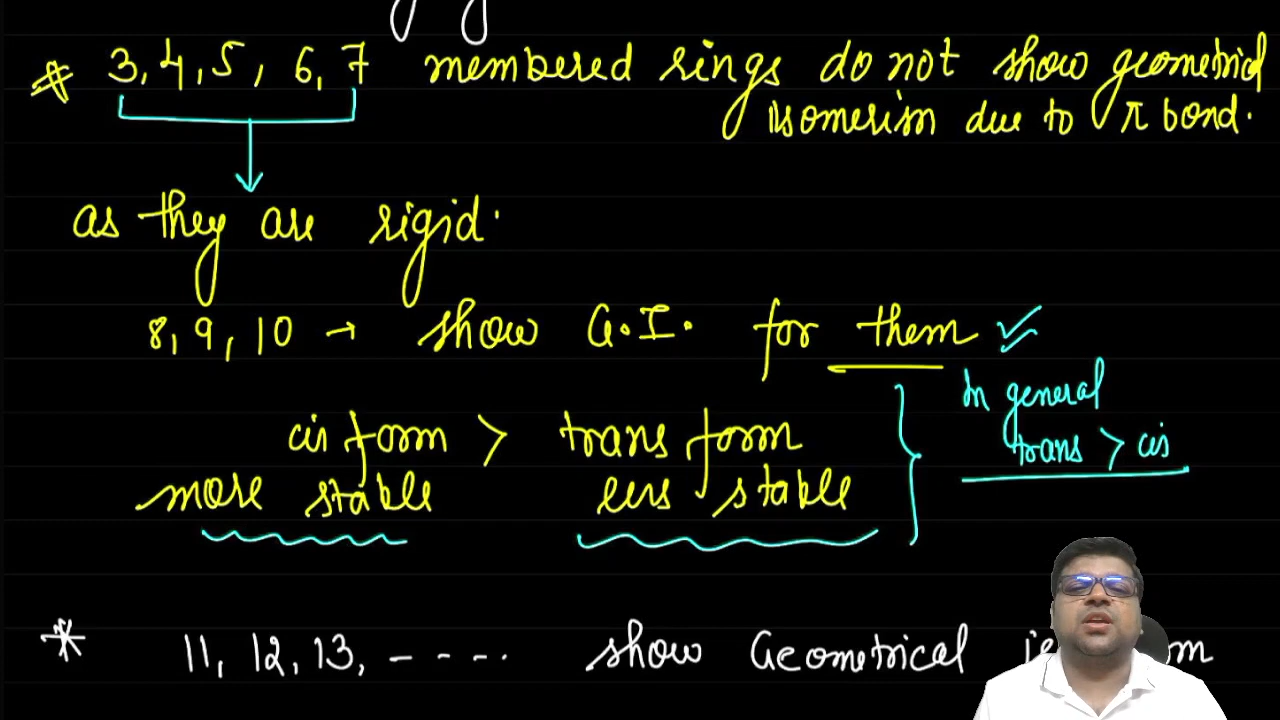 * 3, 4, 5, 6, 7 membered rings do not show geometrical
isomerism due to π bond.
as they are rigid.
8, 9, 10 → show G.I. for them ✓
In general
trans > cis
cis form > trans form
more stable less stable
* 11, 12, 13, - - - - . show Geometrical